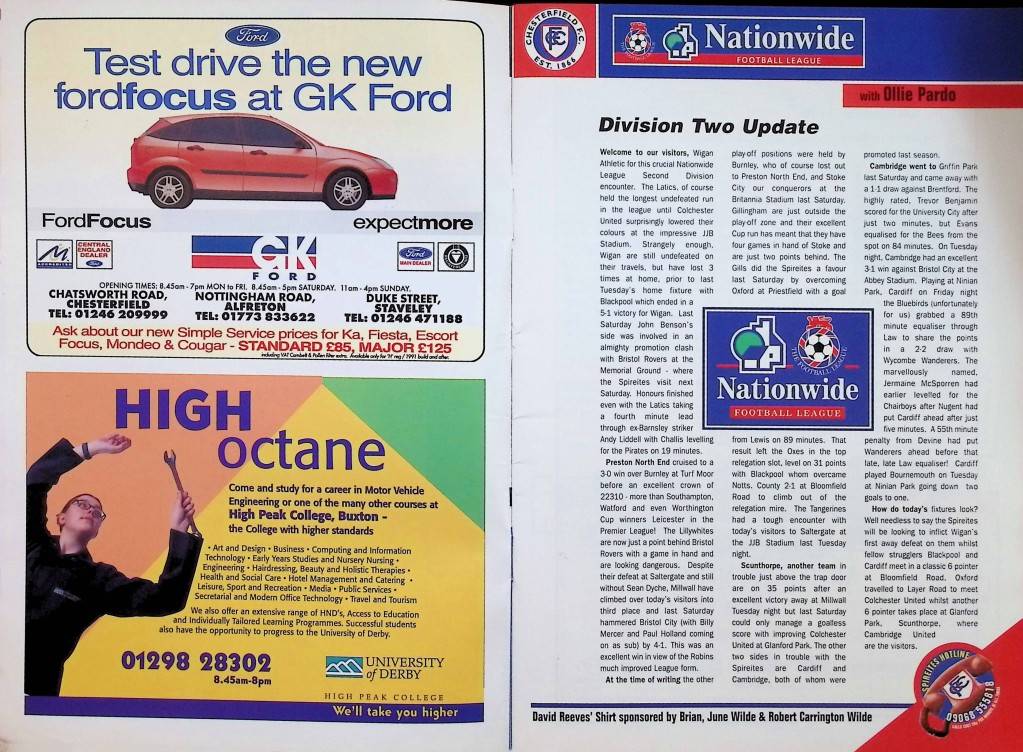 Ford
Test drive the new
fordfocus at GK Ford
FordFocus
expectmore
CENTRAL
ENGLAND
DEALER
Ford
GK
FORD
Ford
MAIN DEALER
OPENING TIMES: 8.45am - 7pm MON to FRI. 8.45am - 5pm SATURDAY. 11am - 4pm SUNDAY.
CHATSWORTH ROAD,
CHESTERFIELD
TEL: 01246 209999
NOTTINGHAM ROAD,
ALFRETON
TEL: 01773 833622
DUKE STREET,
STAVELEY
TEL: 01246 471188
Ask about our new Simple Service prices for Ka, Fiesta, Escort
Focus, Mondeo & Cougar - STANDARD £85, MAJOR £125
including VAT Cambelt & Pollen filter extra. Available only for 'H' reg / 1991 build and after.
HIGH
octane
Come and study for a career in Motor Vehicle
Engineering or one of the many other courses at
High Peak College, Buxton -
the College with higher standards
• Art and Design • Business • Computing and Information
Technology • Early Years Studies and Nursery Nursing •
Engineering • Hairdressing, Beauty and Holistic Therapies •
Health and Social Care • Hotel Management and Catering •
Leisure, Sport and Recreation • Media • Public Services •
Secretarial and Modern Office Technology • Travel and Tourism
We also offer an extensive range of HND's, Access to Education
and Individually Tailored Learning Programmes. Successful students
also have the opportunity to progress to the University of Derby.
01298 28302
8.45am-8pm
UNIVERSITY
of DERBY
HIGH PEAK COLLEGE
We'll take you higher
CHESTERFIELD F.C.
EST. 1866
Nationwide
FOOTBALL LEAGUE
with Ollie Pardo
Division Two Update
Welcome to our visitors, Wigan
Athletic for this crucial Nationwide
League Second Division
encounter. The Latics, of course
held the longest undefeated run
in the league until Colchester
United surprisingly lowered their
colours at the impressive JJB
Stadium. Strangely enough,
Wigan are still undefeated on
their travels, but have lost 3
times at home, prior to last
Tuesday's home fixture with
Blackpool which ended in a
5-1 victory for Wigan. Last
Saturday John Benson's
side was involved in an
almighty promotion clash
with Bristol Rovers at the
Memorial Ground - where
the Spireites visit next
Saturday. Honours finished
even with the Latics taking
a fourth minute lead
through ex-Barnsley striker
Andy Liddell with Challis levelling
for the Pirates on 19 minutes.
Preston North End cruised to a
3-0 win over Burnley at Turf Moor
before an excellent crown of
22310 - more than Southampton,
Watford and even Worthington
Cup winners Leicester in the
Premier League! The Lillywhites
are now just a point behind Bristol
Rovers with a game in hand and
are looking dangerous. Despite
their defeat at Saltergate and still
without Sean Dyche, Millwall have
climbed over today's visitors into
third place and last Saturday
hammered Bristol City (with Billy
Mercer and Paul Holland coming
on as sub) by 4-1. This was an
excellent win in view of the Robins
much improved League form.
At the time of writing the other
play-off positions were held by
Burnley, who of course lost out
to Preston North End, and Stoke
City our conquerors at the
Britannia Stadium last Saturday.
Gillingham are just outside the
play-off zone and their excellent
Cup run has meant that they have
four games in hand of Stoke and
are just two points behind. The
Gills did the Spireites a favour
last Saturday by overcoming
Oxford at Priestfield with a goal
THE FOOTBALL LEAGUE
Nationwide
FOOTBALL LEAGUE
from Lewis on 89 minutes. That
result left the Oxes in the top
relegation slot, level on 31 points
with Blackpool whom overcame
Notts. County 2-1 at Bloomfield
Road to climb out of the
relegation mire. The Tangerines
had a tough encounter with
today's visitors to Saltergate at
the JJB Stadium last Tuesday
night.
Scunthorpe, another team in
trouble just above the trap door
are on 35 points after an
excellent victory away at Millwall
Tuesday night but last Saturday
could only manage a goalless
score with improving Colchester
United at Glanford Park. The other
two sides in trouble with the
Spireites are Cardiff and
Cambridge, both of whom were
promoted last season.
Cambridge went to Griffin Park
last Saturday and came away with
a 1-1 draw against Brentford. The
highly rated, Trevor Benjamin
scored for the University City after
just two minutes, but Evans
equalised for the Bees from the
spot on 84 minutes. On Tuesday
night, Cambridge had an excellent
3-1 win against Bristol City at the
Abbey Stadium. Playing at Ninian
Park, Cardiff on Friday night
the Bluebirds (unfortunately
for us) grabbed a 89th
minute equaliser through
Law to share the points
in a 2-2 draw with
Wycombe Wanderers. The
marvellously named,
Jermaine McSporren had
earlier levelled for the
Chairboys after Nugent had
put Cardiff ahead after just
five minutes. A 55th minute
penalty from Devine had put
Wanderers ahead before that
late, late Law equaliser! Cardiff
played Bournemouth on Tuesday
at Ninian Park going down two
goals to one.
How do today's fixtures look?
Well needless to say the Spireites
will be looking to inflict Wigan's
first away defeat on them whilst
fellow strugglers Blackpool and
Cardiff meet in a classic 6 pointer
at Bloomfield Road. Oxford
travelled to Layer Road to meet
Colchester United whilst another
6 pointer takes place at Glanford
Park, Scunthorpe, where
Cambridge United
are the visitors.
David Reeves' Shirt sponsored by Brian, June Wilde & Robert Carrington Wilde
SPIREITES HOTLINE
09068 555818